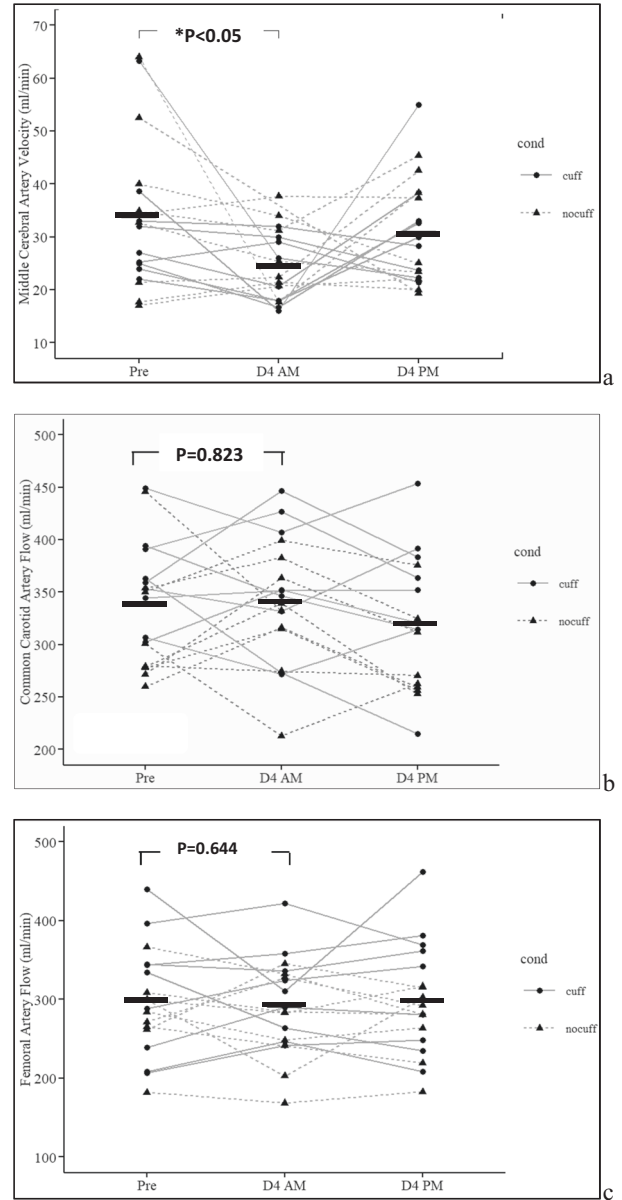 70
60
50
40
30
20
10
Middle Cerebral Artery Velocity (ml/min)
*P<0.05
Pre
D4 AM
D4 PM
cond
cuff
nocuff
a
500
450
400
350
300
250
200
Common Carotid Artery Flow (ml/min)
P=0.823
Pre
D4 AM
D4 PM
cond
cuff
nocuff
b
500
400
300
200
100
Femoral Artery Flow (ml/min)
P=0.644
Pre
D4 AM
D4 PM
cond
cuff
nocuff
c